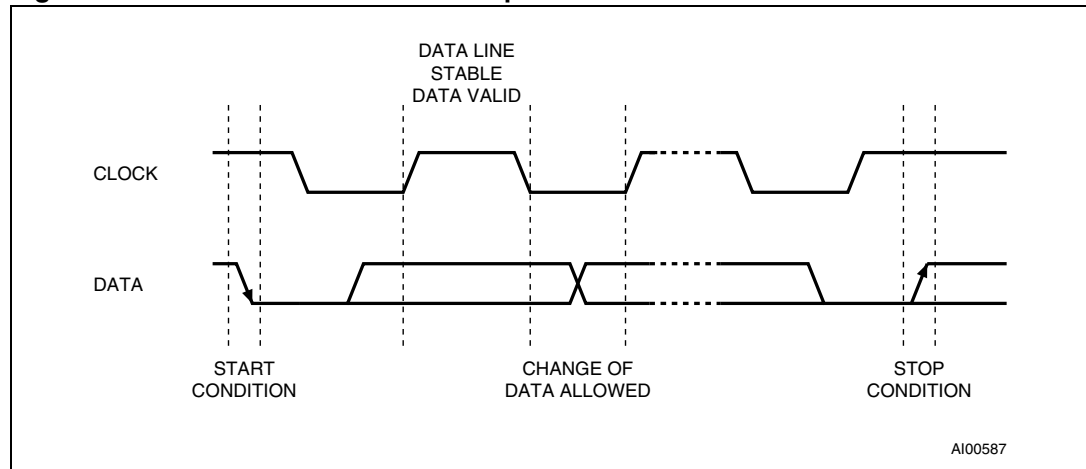 DATA LINE
STABLE
DATA VALID
CLOCK
DATA
START
CONDITION
CHANGE OF
DATA ALLOWED
STOP
CONDITION
AI00587